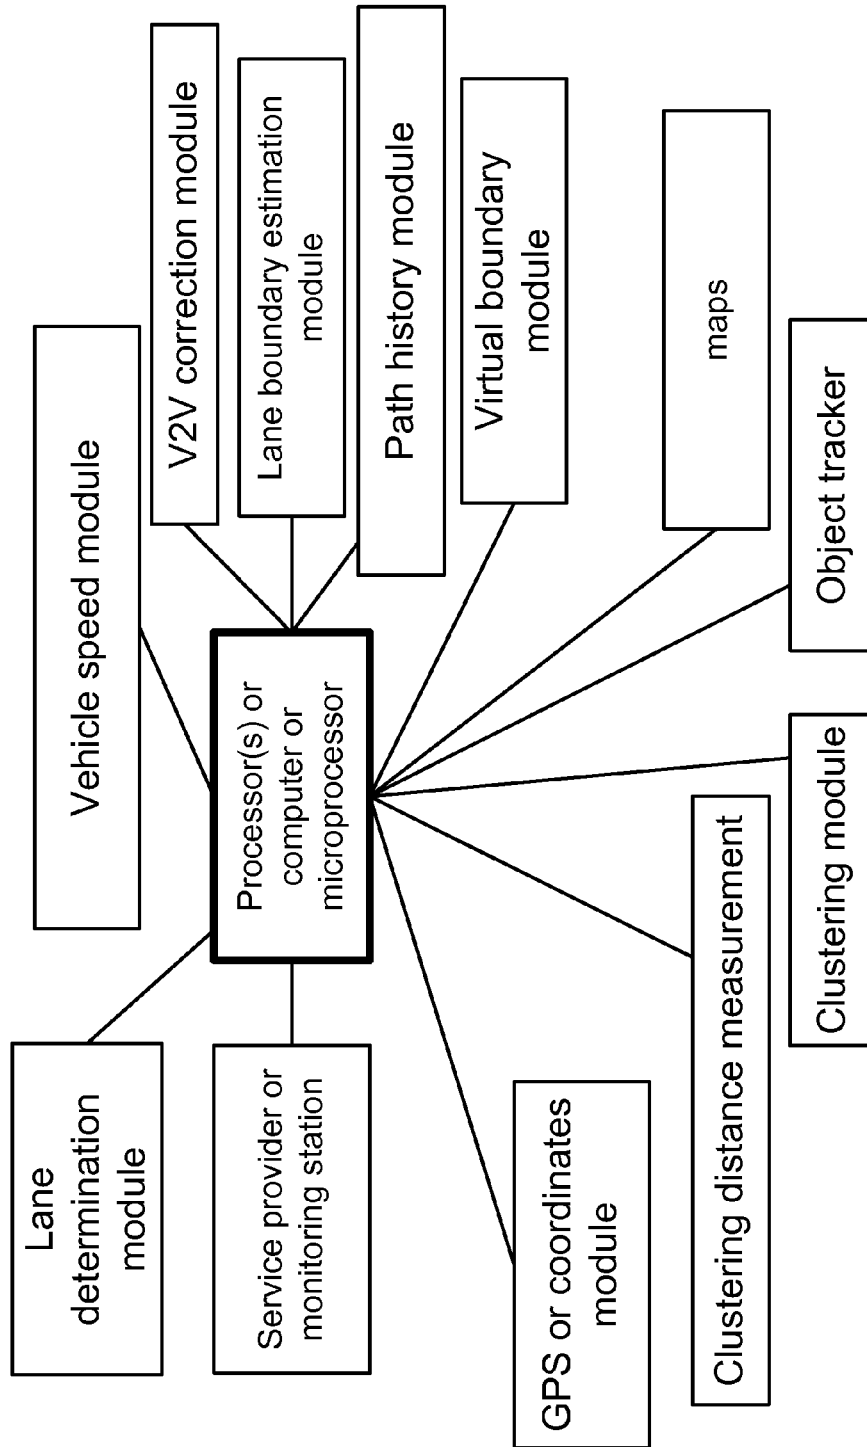 Lane
determination
module
Vehicle speed module
V2V correction module
Service provider or
monitoring station
Processor(s) or
computer or
microprocessor
Lane boundary estimation
module
Path history module
Virtual boundary
module
GPS or coordinates
module
maps
Clustering distance measurement
Clustering module
Object tracker